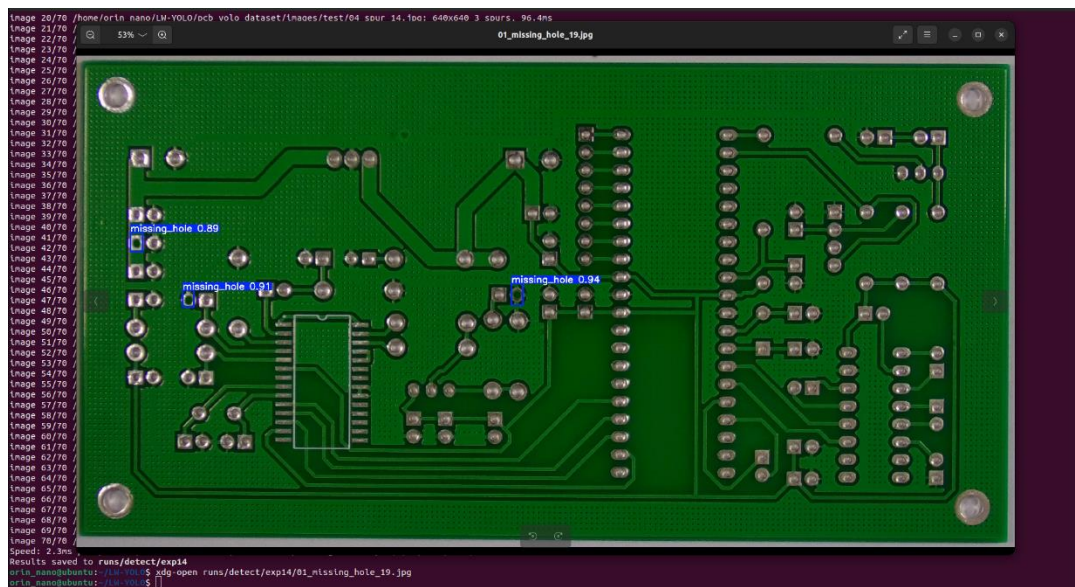 image 20/70 /home/orin_nano/LW-YOLO/pcb_yolo_dataset/images/test/04_spur_14.jpg: 640x640 3 spurs, 96.4ms
image 21/70 /
image 22/70 /
53%
01_missing_hole_19.jpg
image 23/70 /
image 24/70 /
image 25/70 /
image 26/70 /
image 27/70 /
image 28/70 /
image 29/70 /
image 30/70 /
image 31/70 /
image 32/70 /
image 33/70 /
image 34/70 /
image 35/70 /
image 36/70 /
image 37/70 /
image 38/70 /
image 39/70 /
image 40/70 /
missing_hole 0.89
image 41/70 /
image 42/70 /
image 43/70 /
image 44/70 /
image 45/70 /
missing_hole 0.94
image 46/70 /
missing_hole 0.91
image 47/70 /
image 48/70 /
image 49/70 /
image 50/70 /
image 51/70 /
image 52/70 /
image 53/70 /
image 54/70 /
image 55/70 /
image 56/70 /
image 57/70 /
image 58/70 /
image 59/70 /
image 60/70 /
image 61/70 /
image 62/70 /
image 63/70 /
image 64/70 /
image 65/70 /
image 66/70 /
image 67/70 /
image 68/70 /
image 69/70 /
image 70/70 /
Speed: 2.3ms
Results saved to runs/detect/exp14
orin_nano@ubuntu:~/LW-YOLO$ xdg-open runs/detect/exp14/01_missing_hole_19.jpg
orin_nano@ubuntu:~/LW-YOLO$